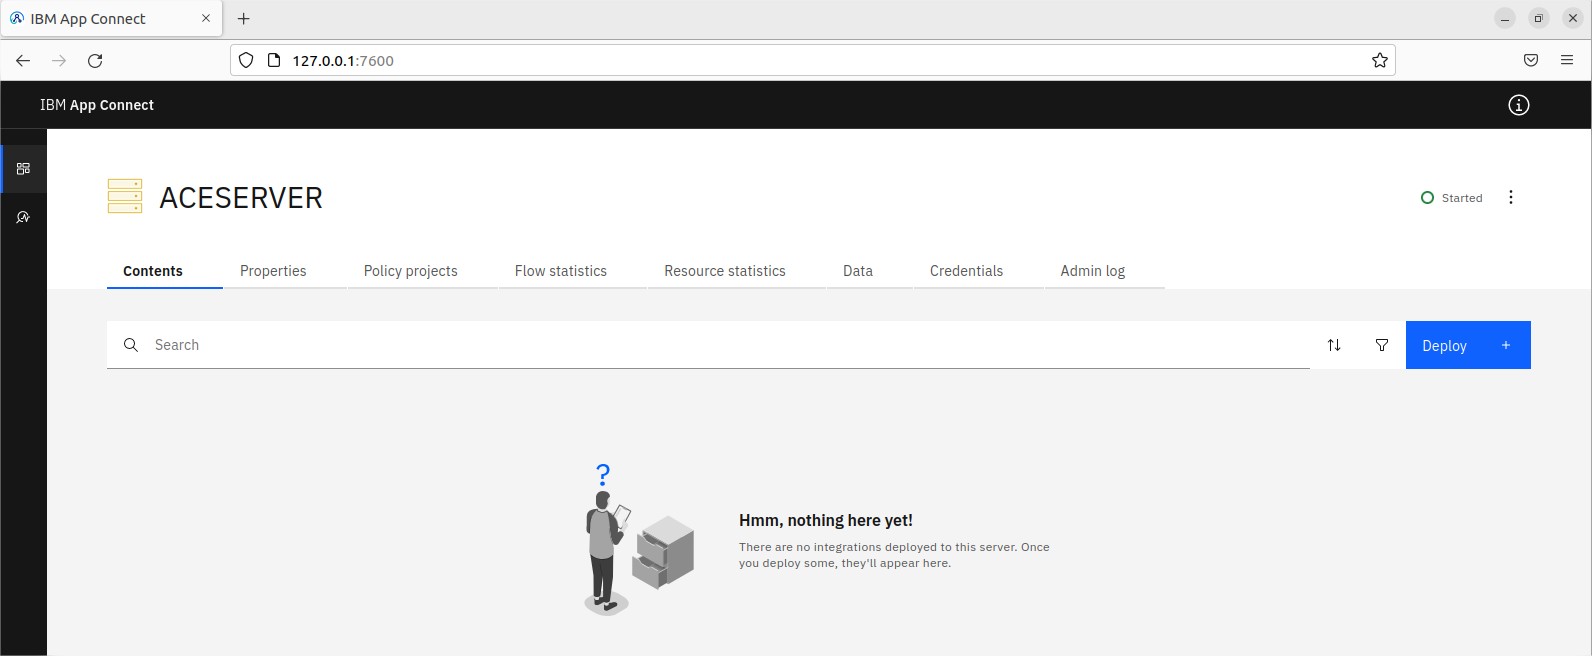 IBM App Connect
127.0.0.1:7600
IBM App Connect
ACESERVER
Started
Contents Properties Policy projects Flow statistics Resource statistics Data Credentials Admin log
Search
Deploy +
?
Hmm, nothing here yet!
There are no integrations deployed to this server. Once
you deploy some, they'll appear here.